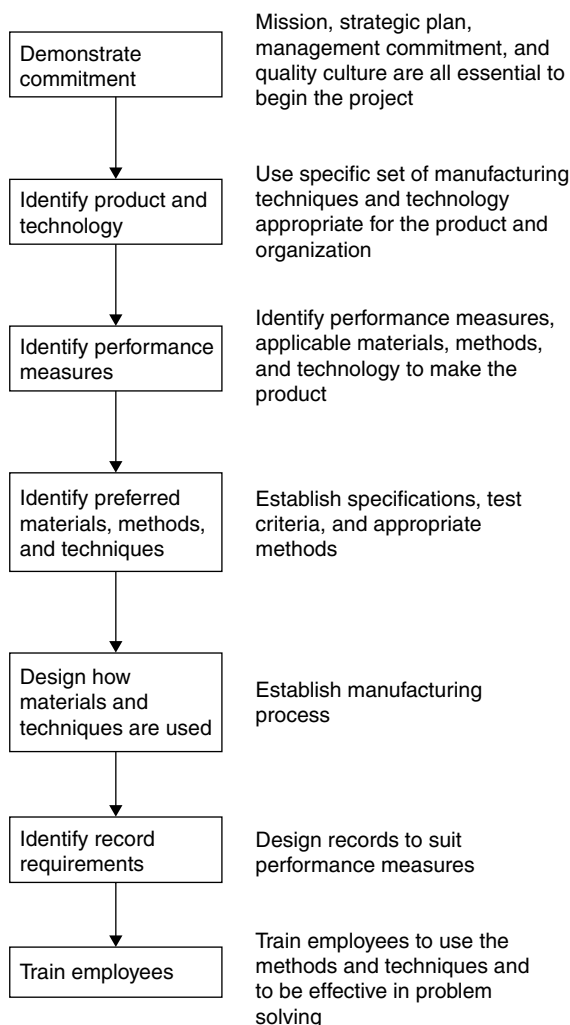 Demonstrate
commitment
Mission, strategic plan,
management commitment, and
quality culture are all essential to
begin the project
Identify product and
technology
Use specific set of manufacturing
techniques and technology
appropriate for the product and
organization
Identify performance
measures
Identify performance measures,
applicable materials, methods,
and technology to make the
product
Identify preferred
materials, methods,
and techniques
Establish specifications, test
criteria, and appropriate
methods
Design how
materials and
techniques are used
Establish manufacturing
process
Identify record
requirements
Design records to suit
performance measures
Train employees
Train employees to use the
methods and techniques and
to be effective in problem
solving